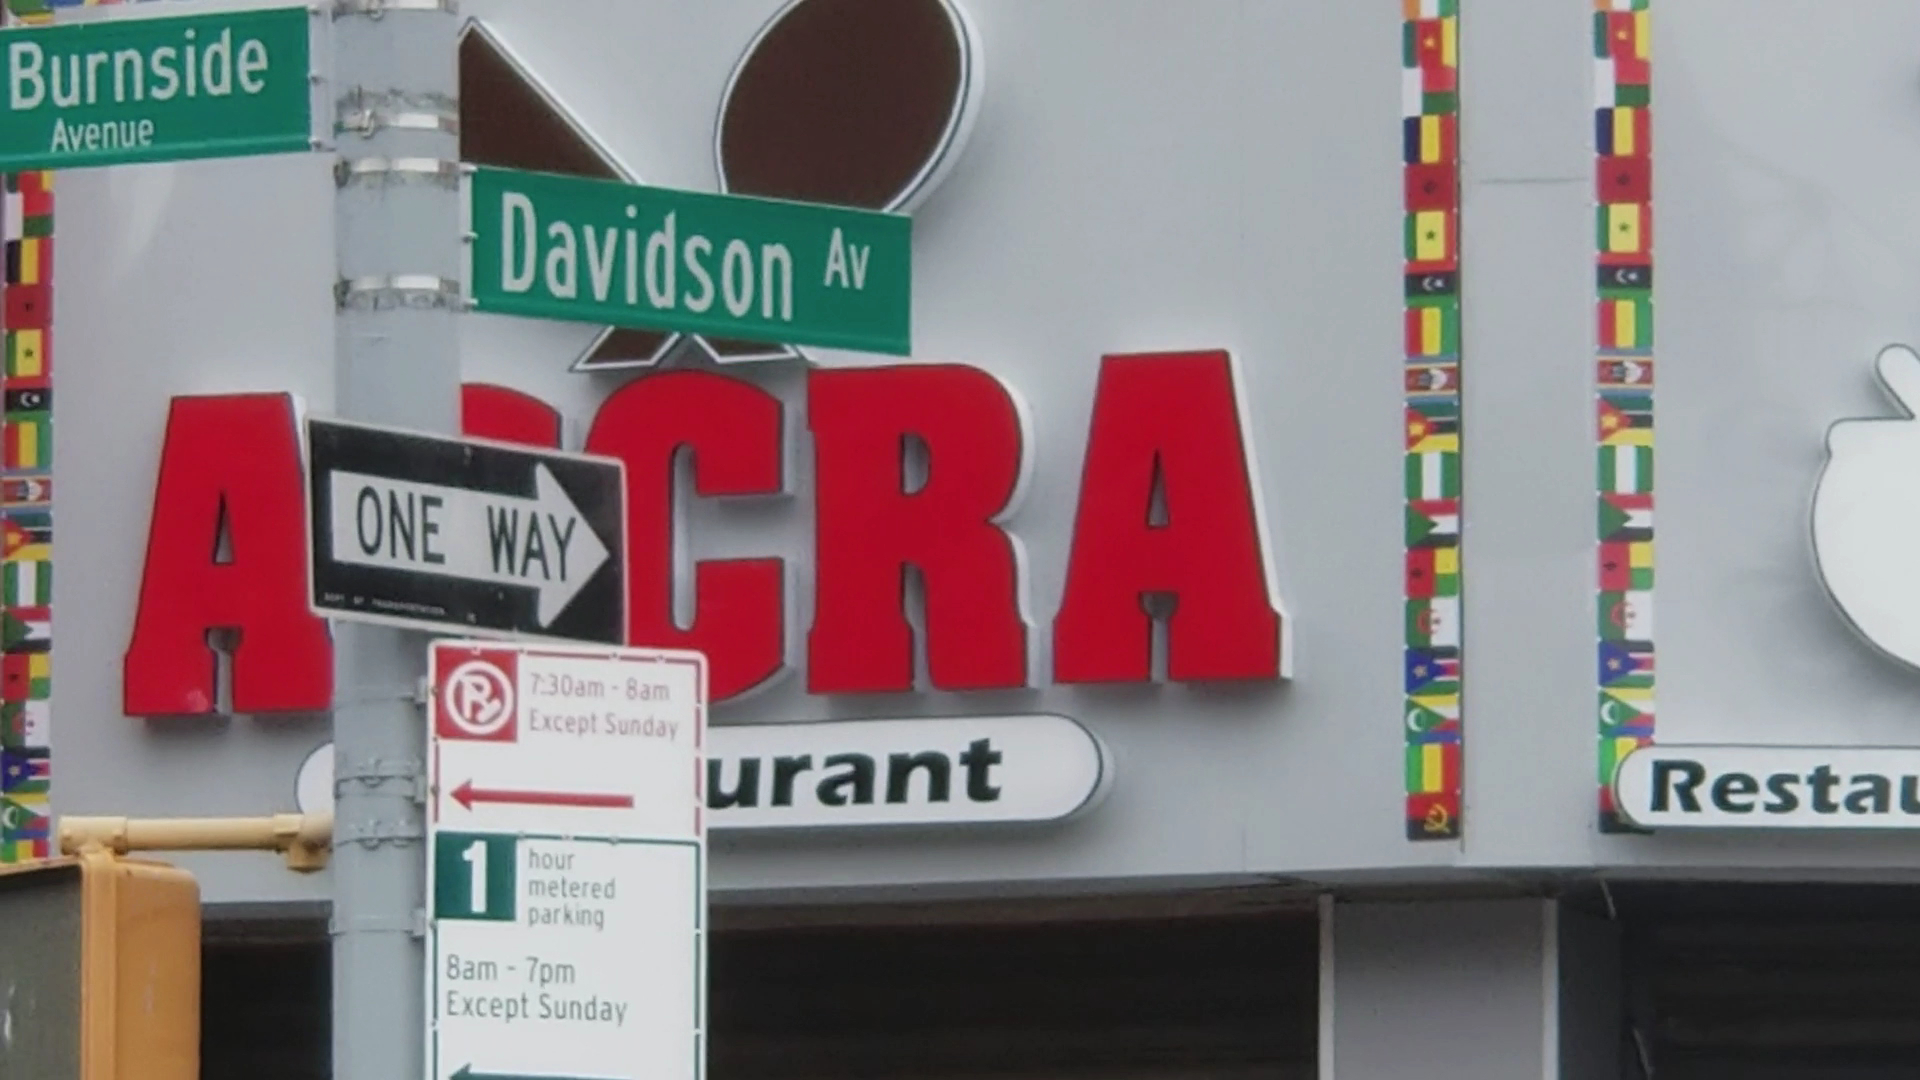 Burnside
Avenue
Davidson Av
ACCRA
ONE WAY
7:30am - 8am
Except Sunday
urant
Restau
1 hour
metered
parking
8am - 7pm
Except Sunday